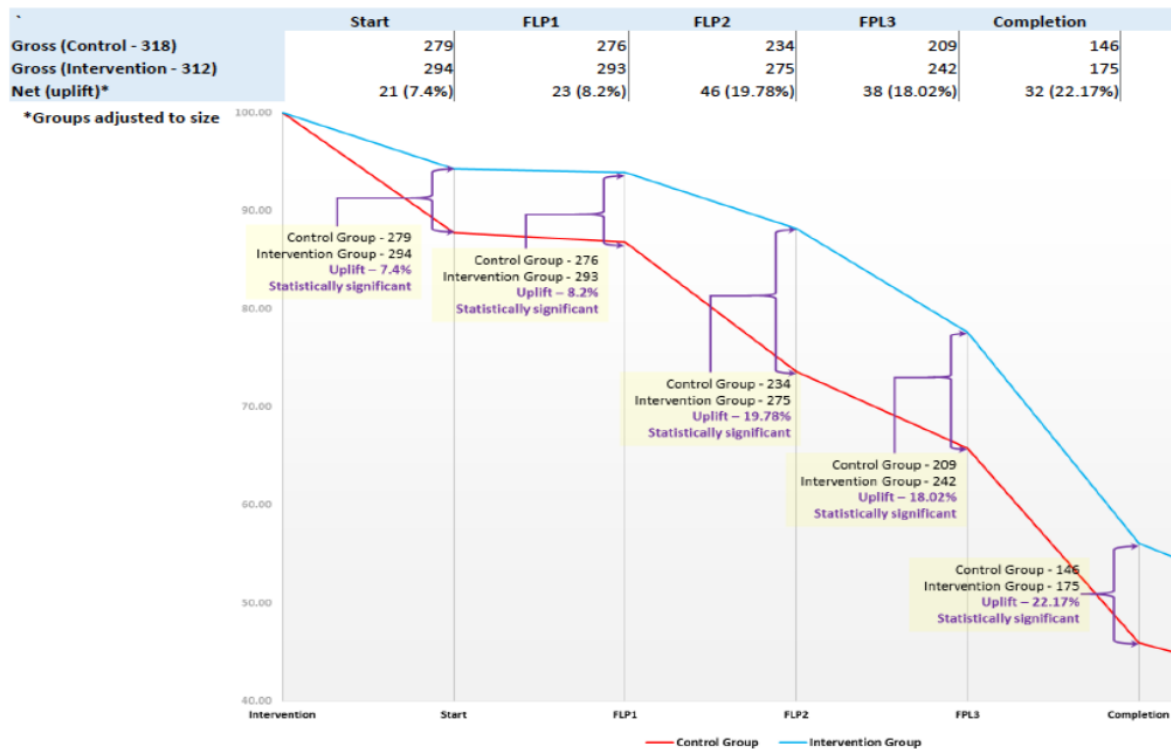 ` Start FLP1 FLP2 FPL3 Completion
Gross (Control - 318) 279 276 234 209 146
Gross (Intervention - 312) 294 293 275 242 175
Net (uplift)* 21 (7.4%) 23 (8.2%) 46 (19.78%) 38 (18.02%) 32 (22.17%)
*Groups adjusted to size
100.00
90.00
Control Group - 279
Intervention Group - 294
Uplift – 7.4%
Statistically significant
Control Group - 276
Intervention Group - 293
Uplift – 8.2%
Statistically significant
80.00
Control Group - 234
Intervention Group - 275
Uplift – 19.78%
Statistically significant
70.00
Control Group - 209
Intervention Group - 242
Uplift – 18.02%
Statistically significant
60.00
Control Group - 146
Intervention Group - 175
Uplift – 22.17%
Statistically significant
50.00
40.00
Intervention Start FLP1 FLP2 FPL3 Completion
Control Group Intervention Group